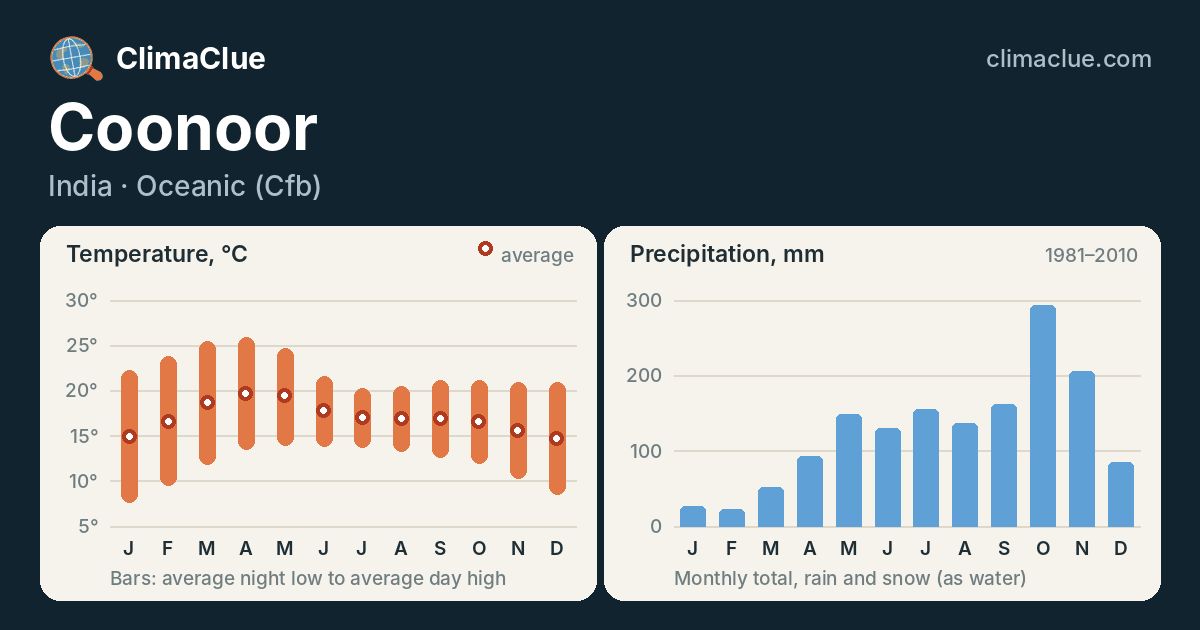 ClimaClue
climaclue.com
Coonoor
India · Oceanic (Cfb)
Temperature, °C
average
30°
25°
20°
15°
10°
5°
J F M A M J J A S O N D
Bars: average night low to average day high
Precipitation, mm
1981–2010
300
200
100
0
J F M A M J J A S O N D
Monthly total, rain and snow (as water)